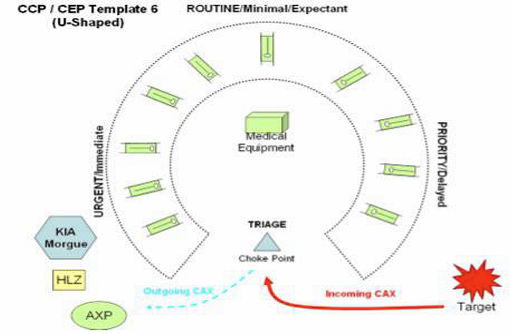 CCP / CEP Template 6
(U-Shaped)
ROUTINE/Minimal/Expectant
URGENT/Immediate
PRIORITY/Delayed
Medical
Equipment
TRIAGE
Choke Point
KIA
Morgue
HLZ
AXP
Outgoing CAX
Incoming CAX
Target